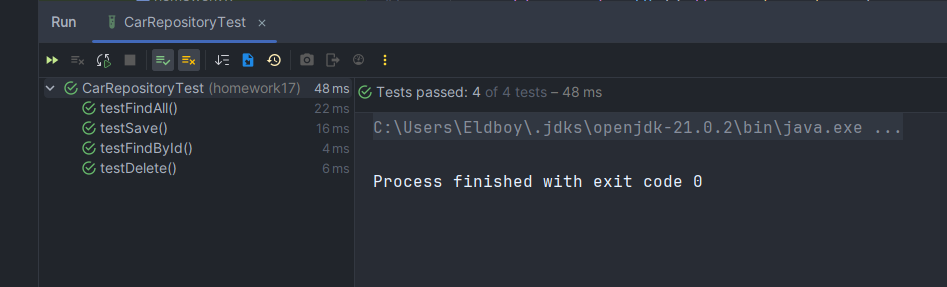 Run CarRepositoryTest ×
CarRepositoryTest (homework17) 48 ms
testFindAll() 22 ms
testSave() 16 ms
testFindById() 4 ms
testDelete() 6 ms
Tests passed: 4 of 4 tests – 48 ms
C:\Users\Eldboy\.jdks\openjdk-21.0.2\bin\java.exe ...
Process finished with exit code 0